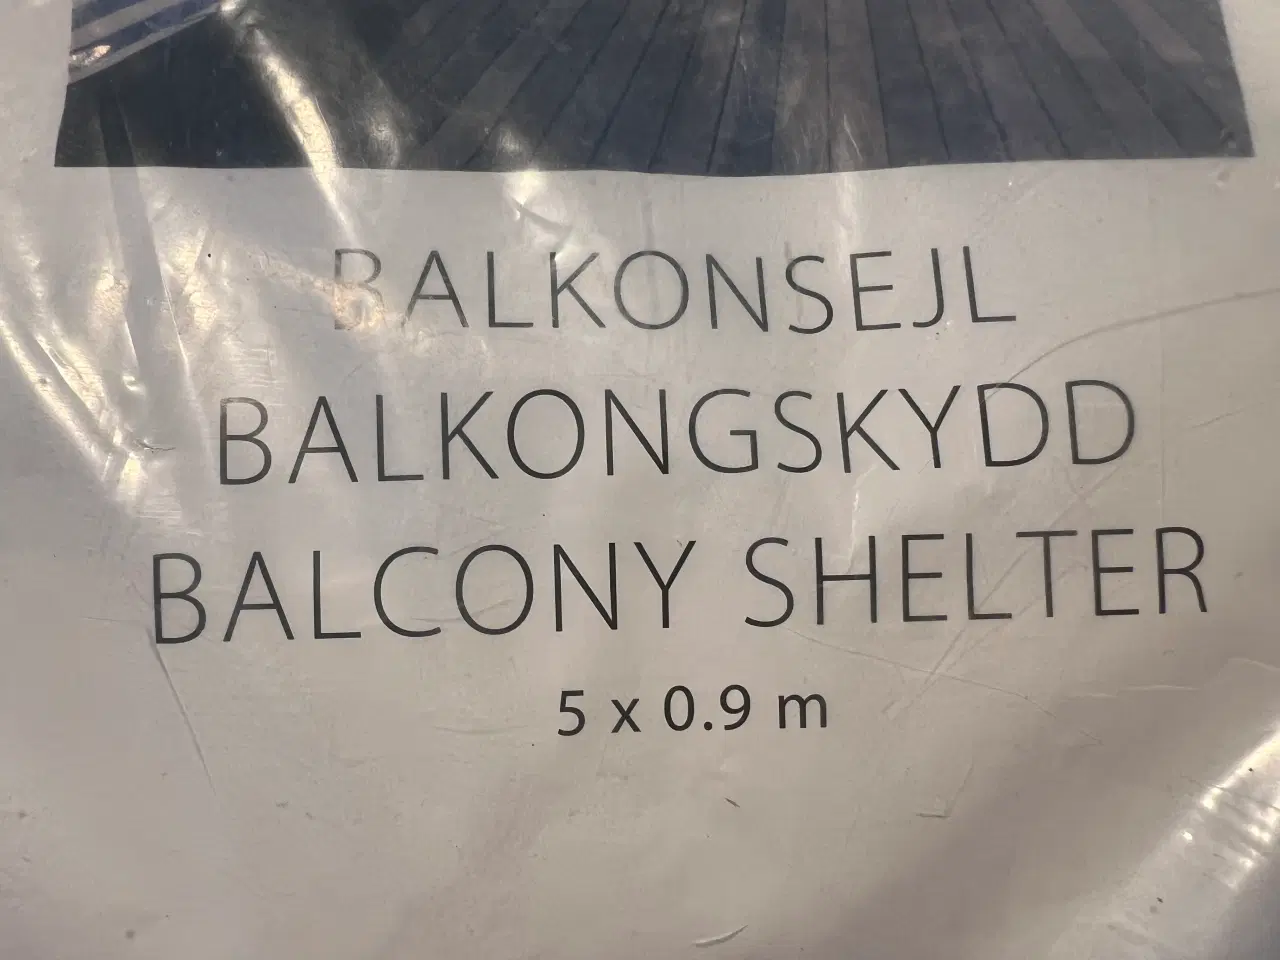 BALKONSEJL
BALKONGSKYDD
BALCONY SHELTER
5 x 0.9 m